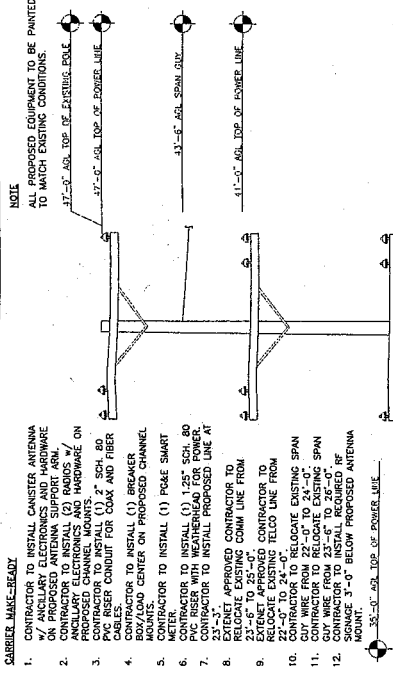 CARRIER MAKE-READY
1. CONTRACTOR TO INSTALL CANISTER ANTENNA
W/ ANCILLARY ELECTRONICS AND HARDWARE
ON PROPOSED ANTENNA SUPPORT ARM.
2. CONTRACTOR TO INSTALL (2) RADIOS w/
ANCILLARY ELECTRONICS AND HARDWARE ON
PROPOSED CHANNEL MOUNTS.
3. CONTRACTOR TO INSTALL (1) 4" SCH. 80
PVC RISER CONDUIT FOR COAX AND FIBER
CABLES.
4. CONTRACTOR TO INSTALL (1) BREAKER
BOX/LOAD CENTER ON PROPOSED CHANNEL
MOUNTS.
5. CONTRACTOR TO INSTALL (1) PG&E SMART
METER.
6. CONTRACTOR TO INSTALL (1) 1.25" SCH. 80
PVC RISER WITH WEATHERHEAD FOR POWER.
7. CONTRACTOR TO INSTALL PROPOSED LINE AT
23'-3".
8. EXTENET APPROVED CONTRACTOR TO
RELOCATE EXISTING COMM LINE FROM
23'-6" TO 25'-0".
9. EXTENET APPROVED CONTRACTOR TO
RELOCATE EXISTING TELCO LINE FROM
22'-0" TO 24'-0".
10. CONTRACTOR TO RELOCATE EXISTING SPAN
GUY WIRE FROM 22'-0" TO 24'-0".
11. CONTRACTOR TO RELOCATE EXISTING SPAN
GUY WIRE FROM 23'-6" TO 26'-0".
12. CONTRACTOR TO INSTALL REQUIRED RF
SIGNAGE 3'-0" BELOW PROPOSED ANTENNA
MOUNT.
NOTE
ALL PROPOSED EQUIPMENT TO BE PAINTED
TO MATCH EXISTING CONDITIONS.
47'-0" AGL TOP OF EXISTING POLE
47'-0" AGL TOP OF POWER LINE
43'-6" AGL SPAN GUY
41'-0" AGL TOP OF POWER LINE
35'-0" AGL TOP OF POWER LINE